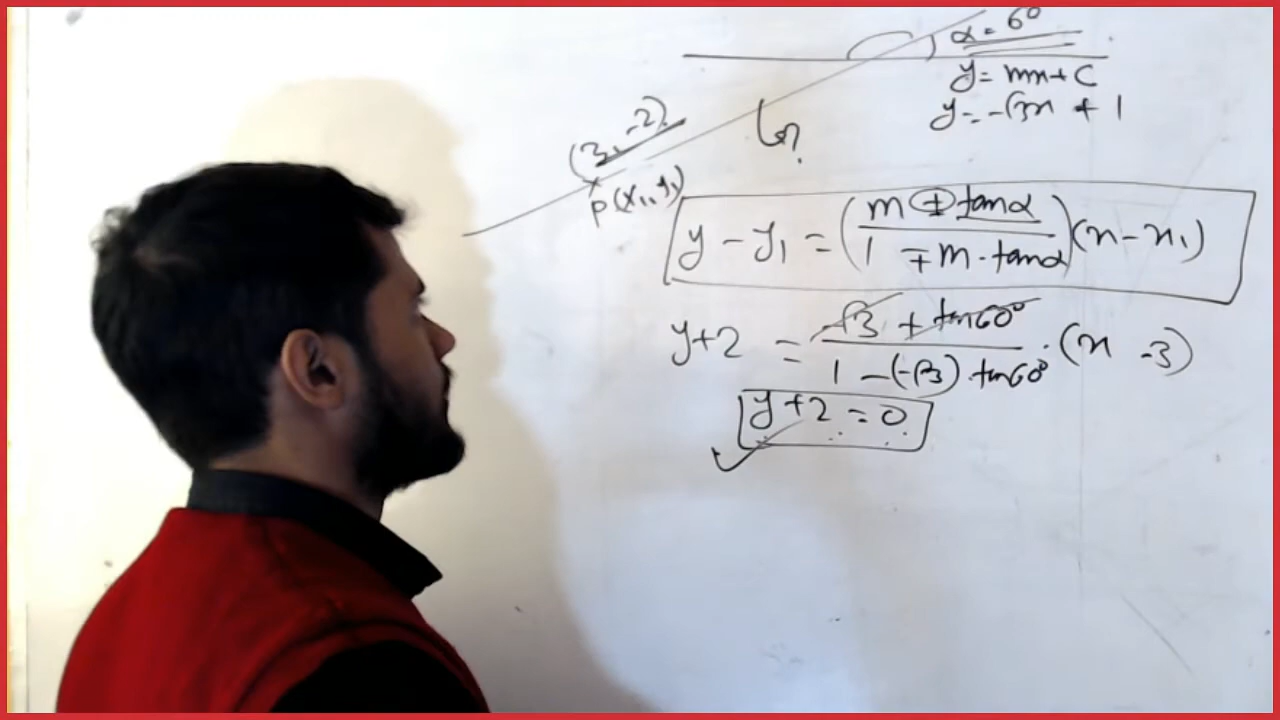 α = 60
y = mx + c
y = -√3x + 1
(3, -2)
P(x₁, y₁)
y - y₁ = (m ± tanα / 1 ∓ m · tanα)(x - x₁)
y + 2 = -√3 + tan60° / 1 - (-√3) · tan60° · (x - 3)
y + 2 = 0